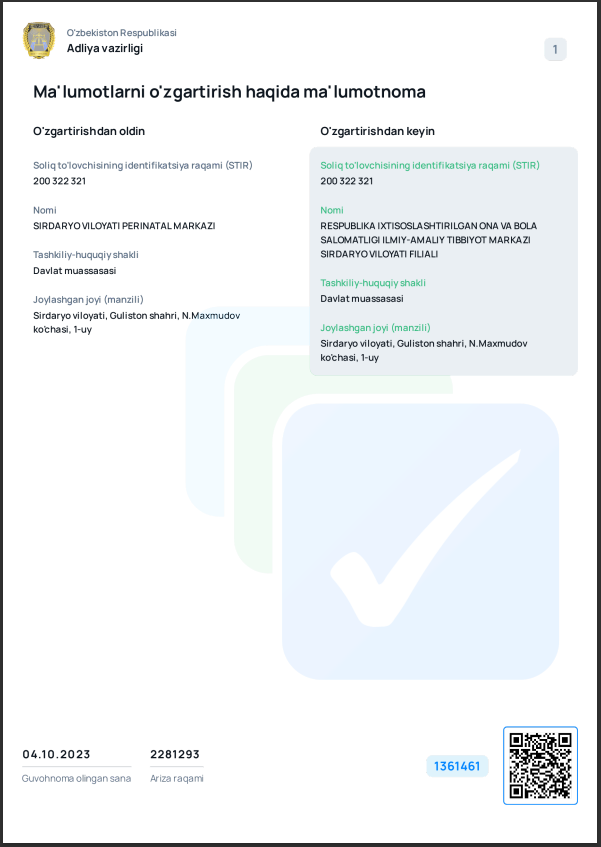 O'zbekiston Respublikasi
Adliya vazirligi
1
Ma'lumotlarni o'zgartirish haqida ma'lumotnoma
O'zgartirishdan oldin
Soliq to'lovchisining identifikatsiya raqami (STIR)
200 322 321
Nomi
SIRDARYO VILOYATI PERINATAL MARKAZI
Tashkiliy-huquqiy shakli
Davlat muassasasi
Joylashgan joyi (manzili)
Sirdaryo viloyati, Guliston shahri, N.Maxmudov
ko'chasi, 1-uy
O'zgartirishdan keyin
Soliq to'lovchisining identifikatsiya raqami (STIR)
200 322 321
Nomi
RESPUBLIKA IXTISOSLASHTIRILGAN ONA VA BOLA
SALOMATLIGI ILMIY-AMALIY TIBBIYOT MARKAZI
SIRDARYO VILOYATI FILIALI
Tashkiliy-huquqiy shakli
Davlat muassasasi
Joylashgan joyi (manzili)
Sirdaryo viloyati, Guliston shahri, N.Maxmudov
ko'chasi, 1-uy
04.10.2023
Guvohnoma olingan sana
2281293
Ariza raqami
1361461